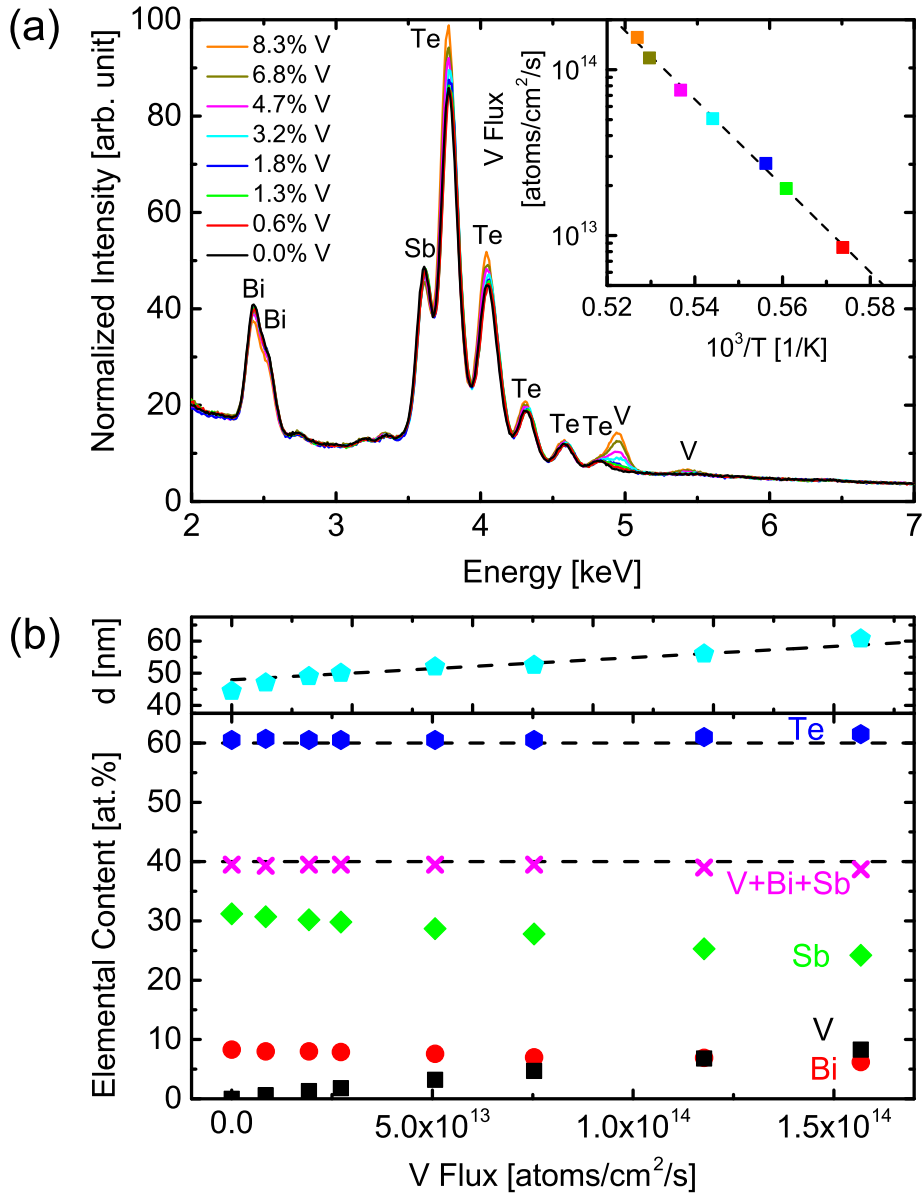 (a)
100
80
60
40
20
0
Normalized Intensity [arb. unit]
8.3% V
6.8% V
4.7% V
3.2% V
1.8% V
1.3% V
0.6% V
0.0% V
Te
Bi
Bi
Sb
Te
Te
Te
Te
V
V
2
3
4
5
6
7
Energy [keV]
V Flux
[atoms/cm²/s]
10¹⁴
10¹³
0.52
0.54
0.56
0.58
10³/T [1/K]
(b)
d [nm]
60
50
40
Elemental Content [at.%]
60
50
40
30
20
10
0
Te
V+Bi+Sb
Sb
V
Bi
0.0
5.0x10¹³
1.0x10¹⁴
1.5x10¹⁴
V Flux [atoms/cm²/s]